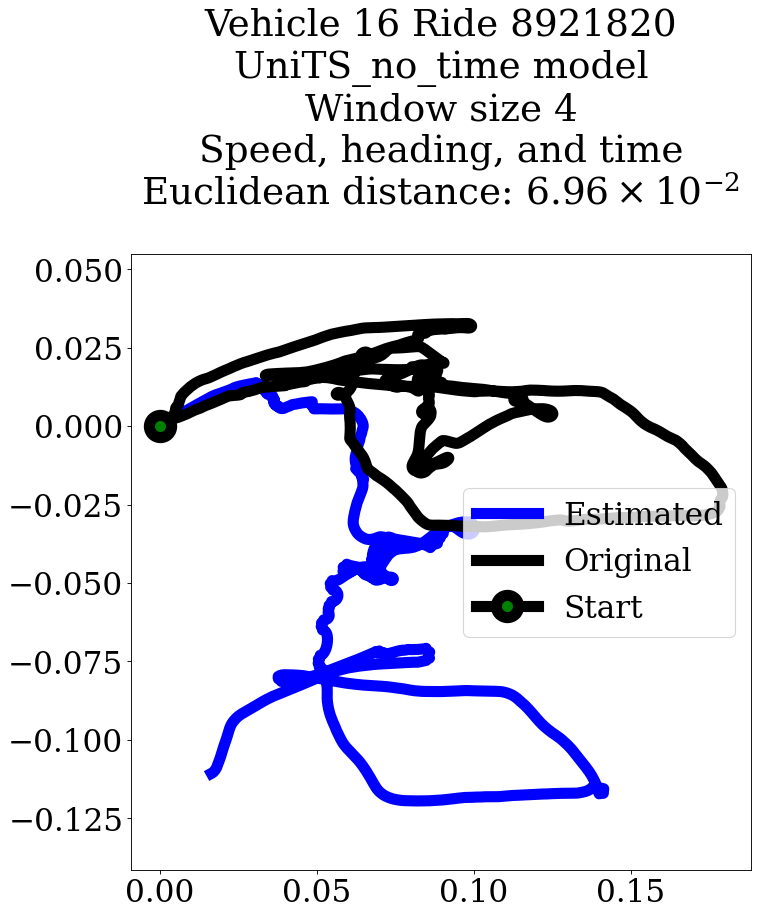 Vehicle 16 Ride 8921820
UniTS_no_time model
Window size 4
Speed, heading, and time
Euclidean distance: 6.96 × 10⁻²
0.050
0.025
0.000
−0.025
−0.050
−0.075
−0.100
−0.125
Estimated
Original
Start
0.00 0.05 0.10 0.15